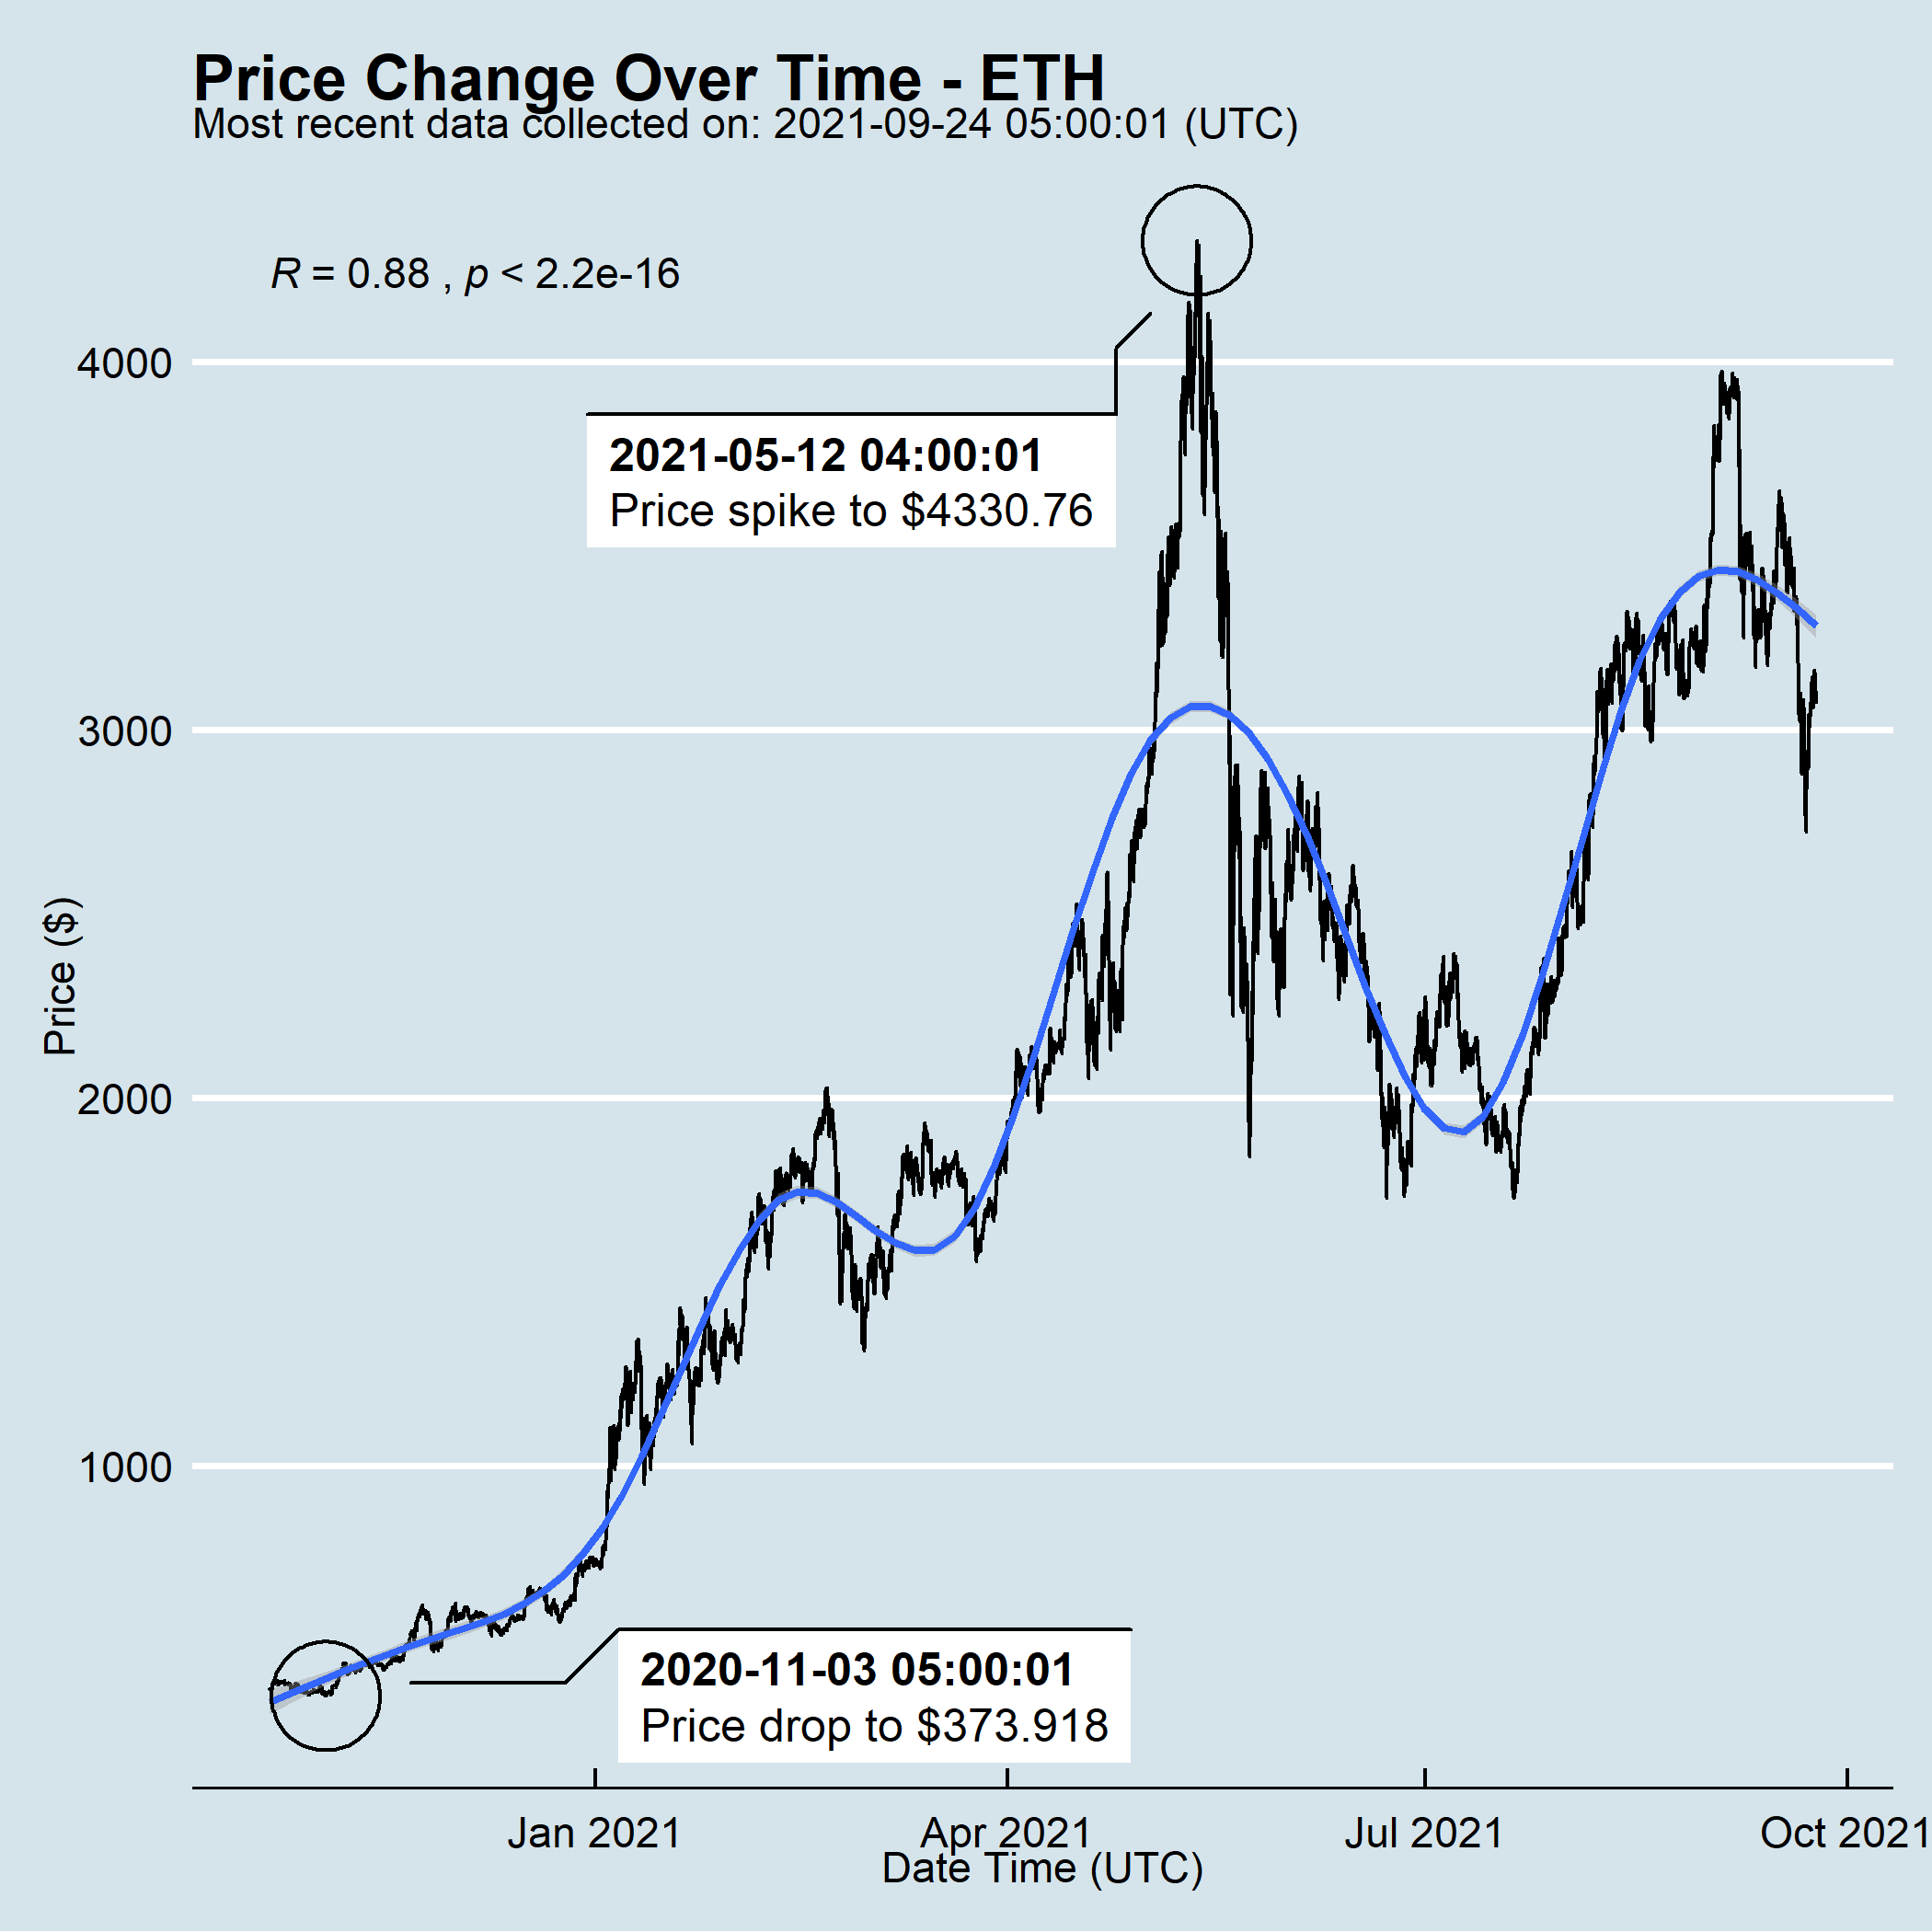 Price Change Over Time - ETH
Most recent data collected on: 2021-09-24 05:00:01 (UTC)
R = 0.88 , p < 2.2e-16
4000
2021-05-12 04:00:01
Price spike to $4330.76
3000
Price ($)
2000
1000
2020-11-03 05:00:01
Price drop to $373.918
Jan 2021 Apr 2021 Jul 2021 Oct 2021
Date Time (UTC)